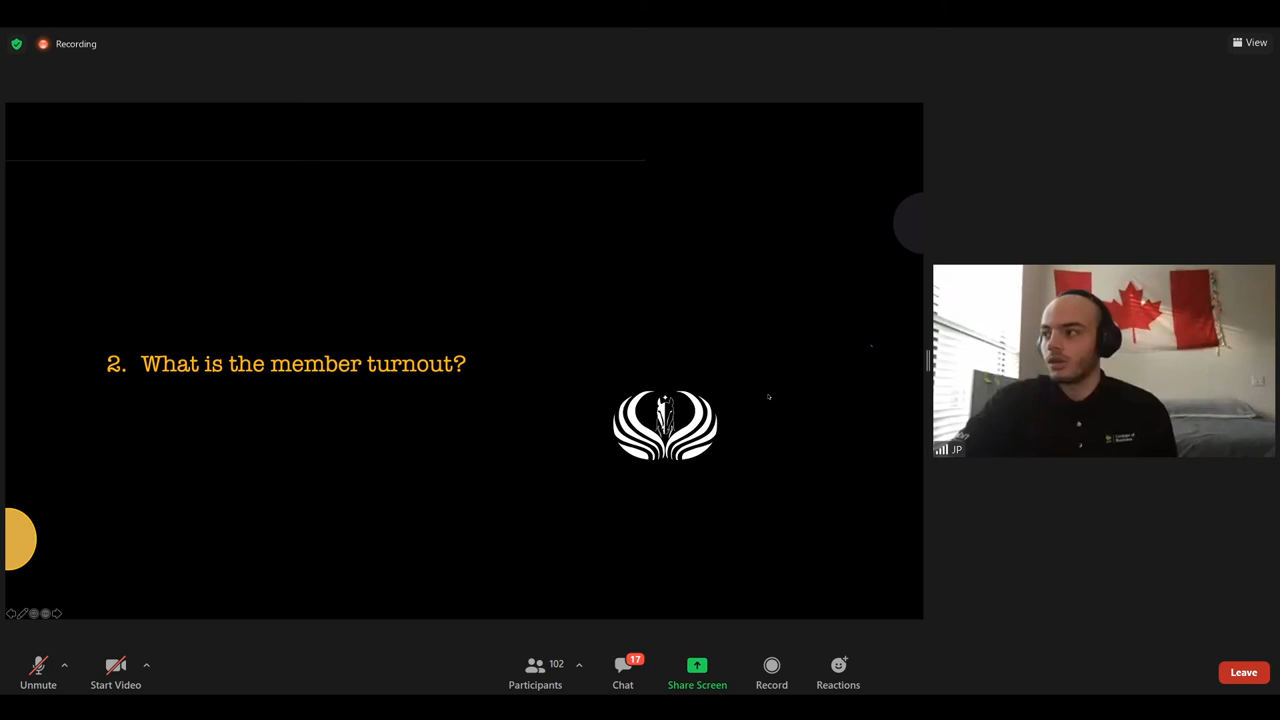 Recording
View
2. What is the member turnout?
JP
102
17
Unmute
Start Video
Participants
Chat
Share Screen
Record
Reactions
Leave